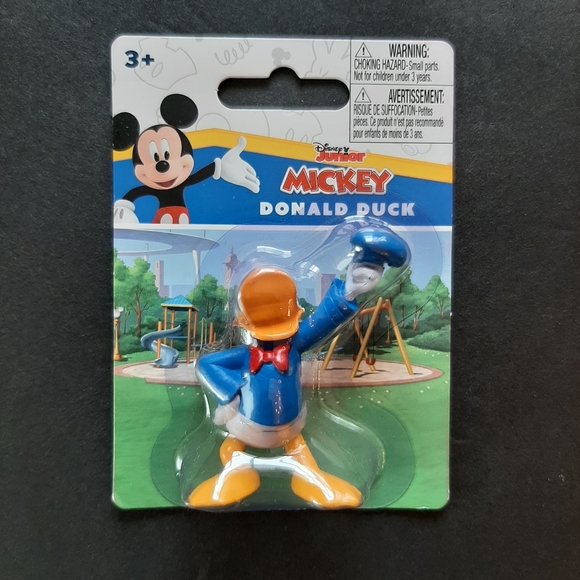 3+
WARNING:
CHOKING HAZARD-Small parts.
Not for children under 3 years.
AVERTISSEMENT:
RISQUE DE SUFFOCATION-Petites
pièces. Ce produit n'est pas recommandé
pour enfants de moins de 3 ans.
Disney
Junior
MICKEY
DONALD DUCK